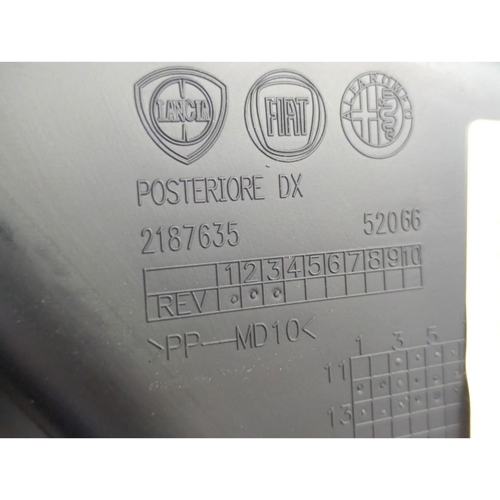 LANCIA FIAT ALFA ROMEO
POSTERIORE DX
2187635 52066
1 2 3 4 5 6 7 8 9 10
REV
>PP-MD10<
1 3 5
11
13